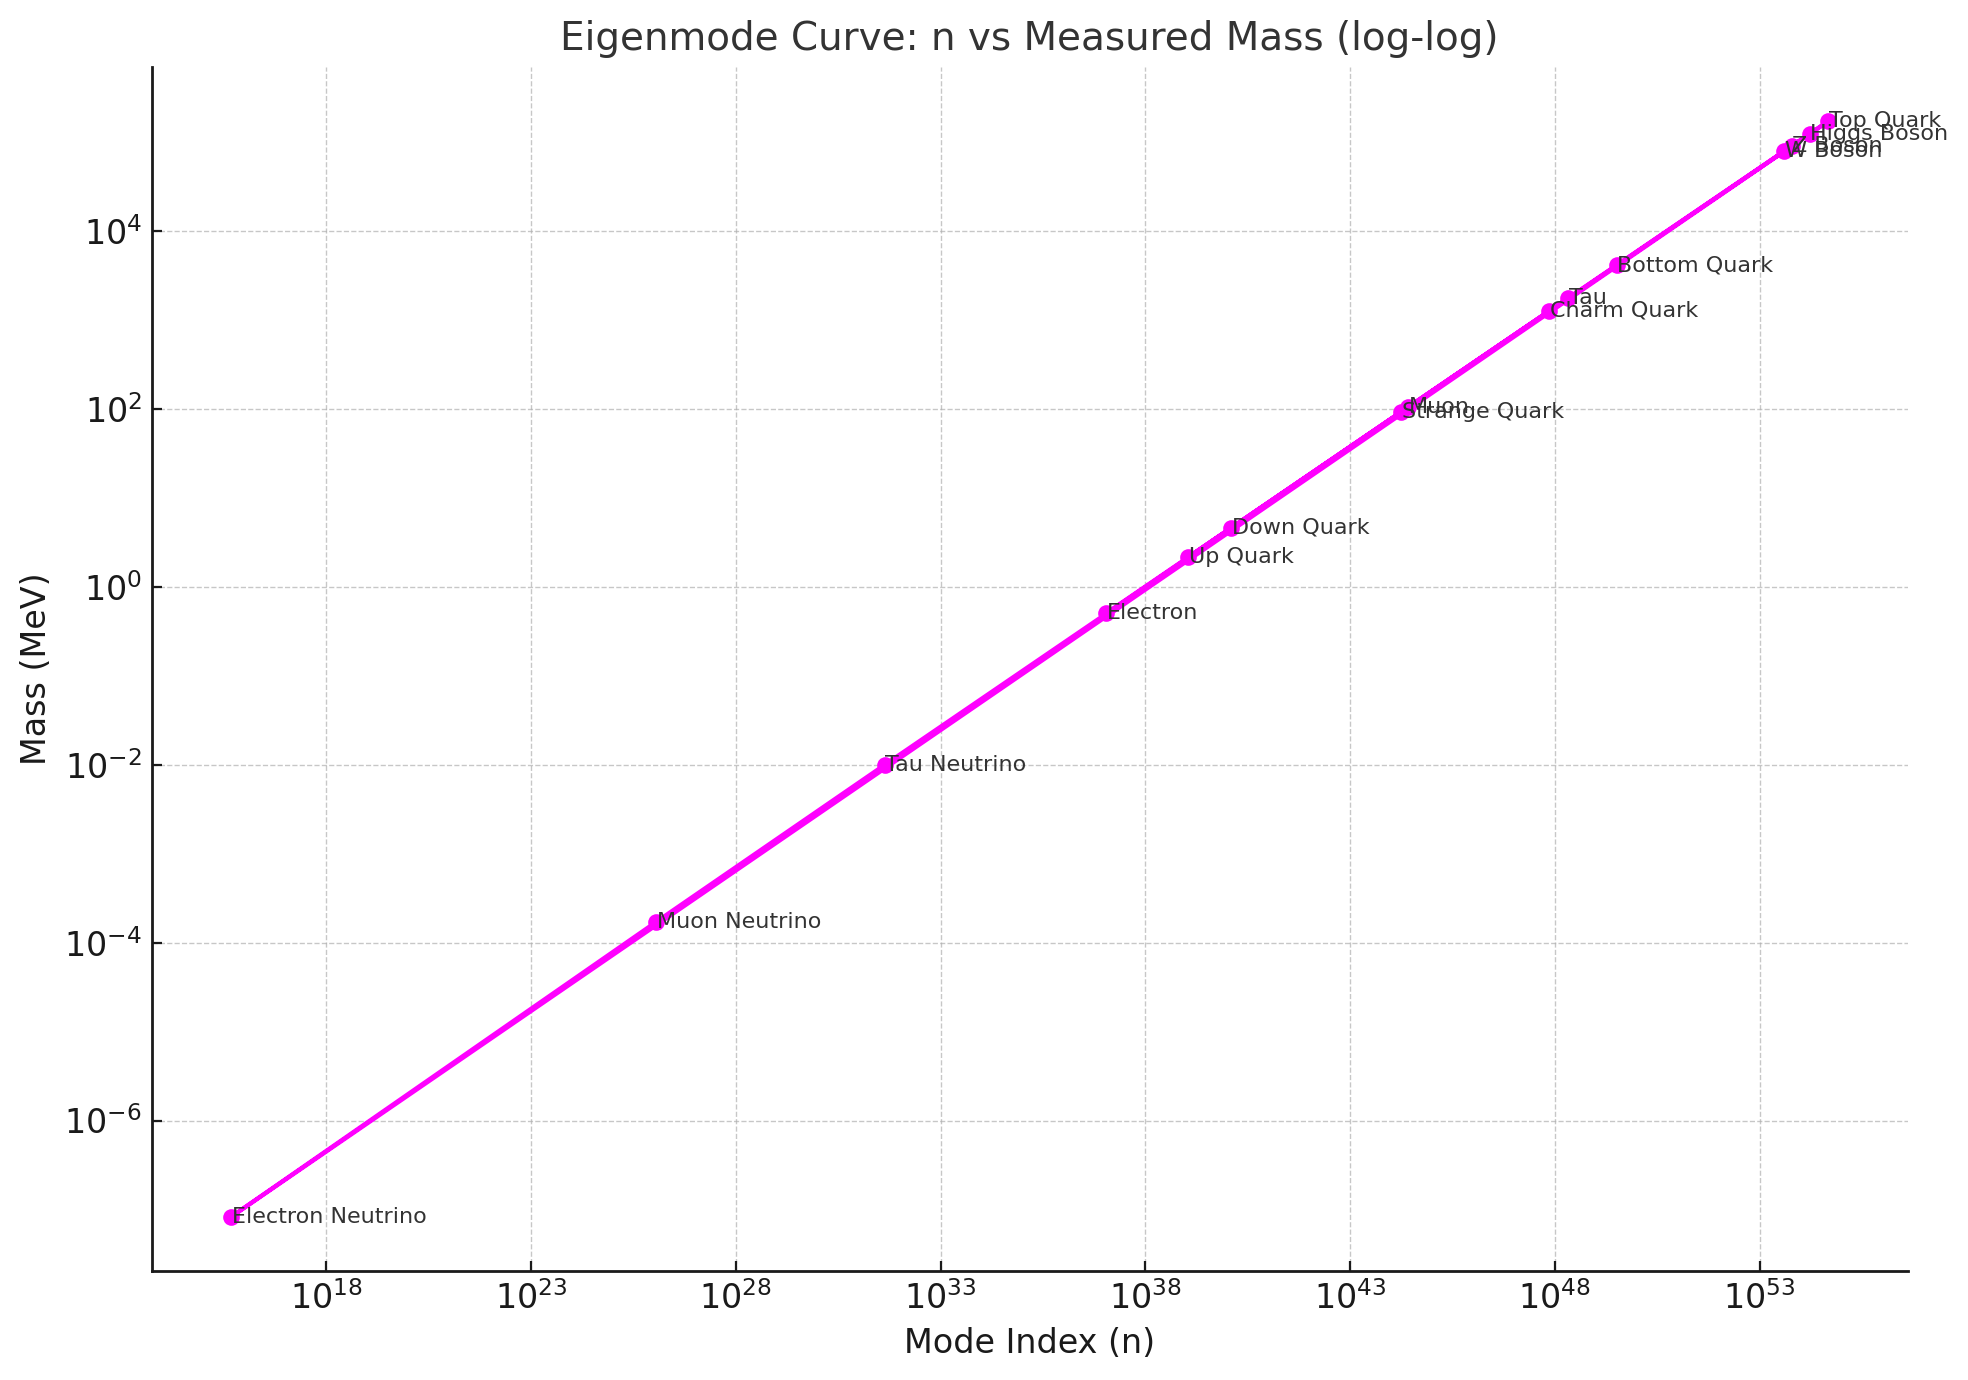 Eigenmode Curve: n vs Measured Mass (log-log)
Top Quark
Higgs Boson
Z Boson
W Boson
10^4
Bottom Quark
Tau
Charm Quark
10^2
Muon
Strange Quark
Down Quark
Up Quark
10^0
Electron
Mass (MeV)
10^−2
Tau Neutrino
10^−4
Muon Neutrino
10^−6
Electron Neutrino
10^18 10^23 10^28 10^33 10^38 10^43 10^48 10^53
Mode Index (n)